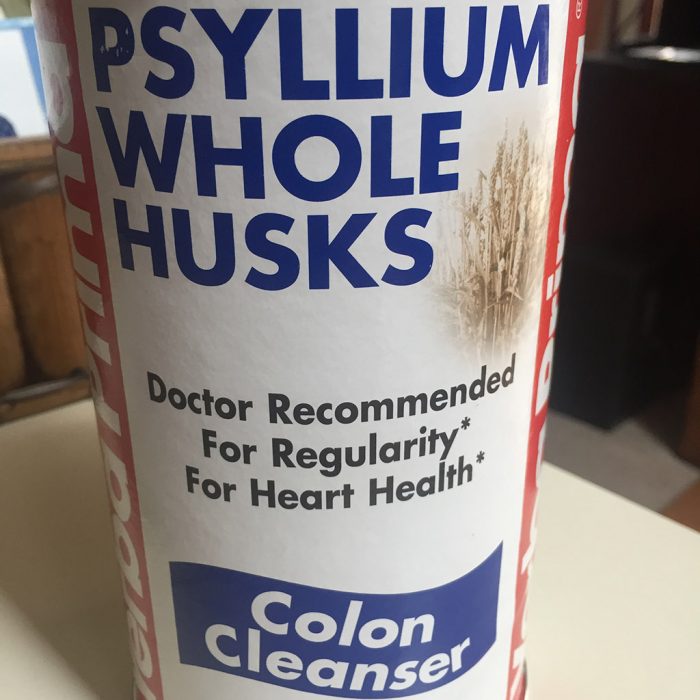 PSYLLIUM
WHOLE
HUSKS
Doctor Recommended
For Regularity*
For Heart Health*
Colon
Cleanser